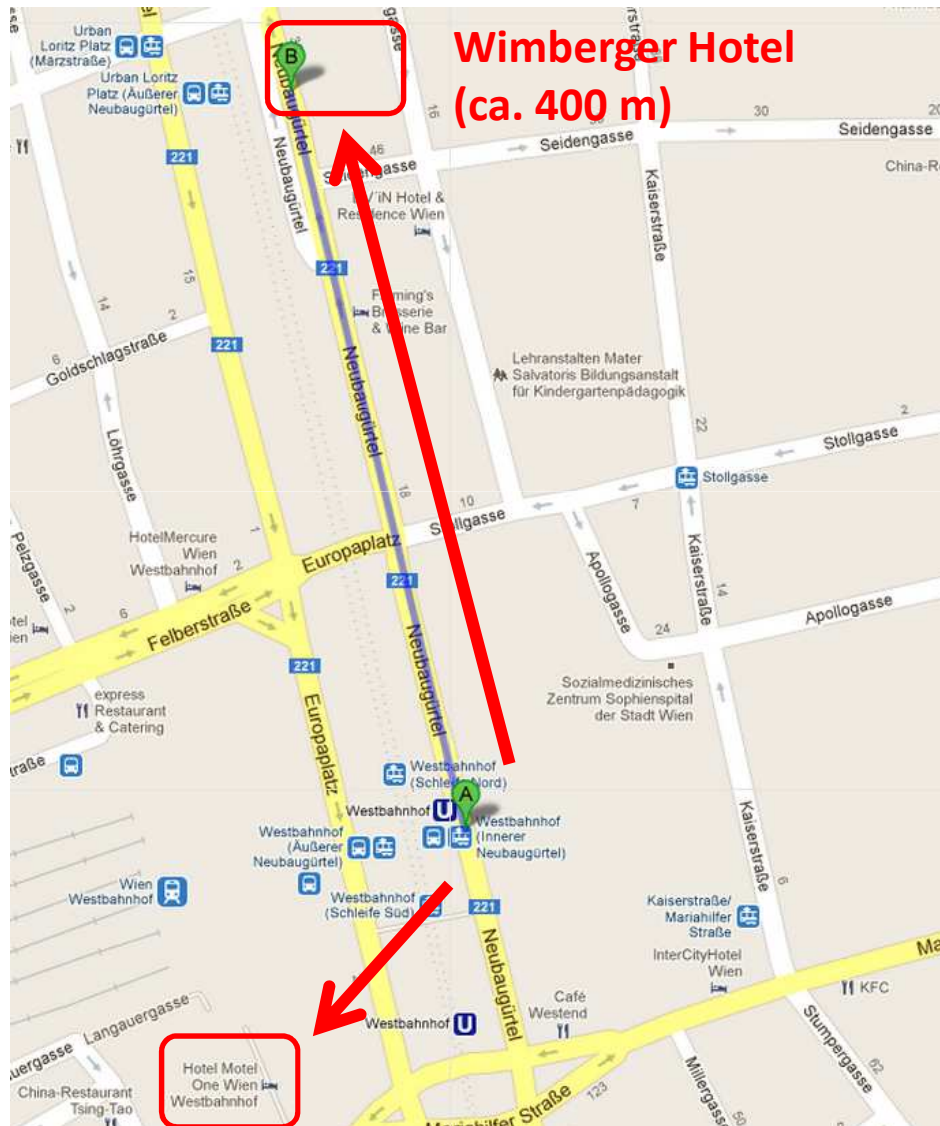 Urban
Loritz Platz
(Märzstraße)
Urban Loritz
Platz (Äußerer
Neubaugürtel)
B
Wimberger Hotel
(ca. 400 m)
Neubaugürtel
Neubaugürtel
16
30
Seidengasse
Seidengasse
46
Kaiserstraße
China-R
221
15
14
2
6
Goldschlagstraße
Löhrgasse
221
Residence Wien
221
Brasserie
& Wine Bar
Neubaugürtel
Lehranstalten Mater
Salvatoris Bildungsanstalt
für Kindergartenpädagogik
22
2
Stollgasse
Stollgasse
7
10
18
Stollgasse
Pelzgasse
HotelMercure
Wien
Westbahnhof
1
2
Europaplatz
221
Felberstraße
6
2
Apollogasse
Kaiserstraße
14
Apollogasse
24
Neubaugürtel
221
Sozialmedizinisches
Zentrum Sophienspital
der Stadt Wien
express
Restaurant
& Catering
Europaplatz
Westbahnhof
(Schleife Nord)
A
Westbahnhof U
Westbahnhof
(Innerer
Neubaugürtel)
Westbahnhof
(Äußerer
Neubaugürtel)
Kaiserstraße
6
Wien
Westbahnhof
Westbahnhof
(Schleife Süd)
221
Kaiserstraße/
Mariahilfer
Straße
Neubaugürtel
InterCityHotel
Wien
Ma
KFC
Café
Westend
Westbahnhof U
Langauergasse
uergasse
Hotel Motel
One Wien
Westbahnhof
China-Restaurant
Tsing-Tao
Mariahilfer Straße
123
Millergasse
50
Stumpergasse
62